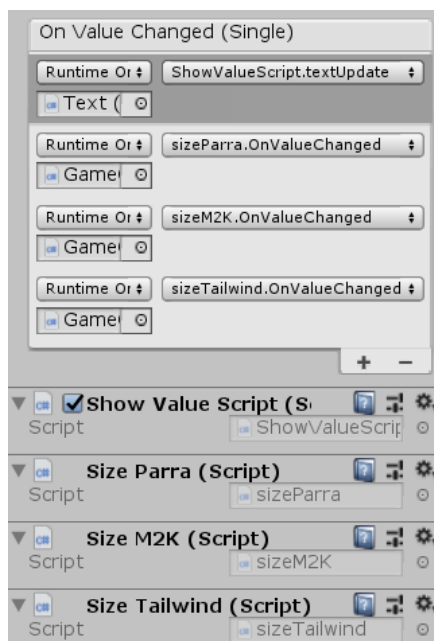 On Value Changed (Single)
Runtime Or ShowValueScript.textUpdate
Text (
Runtime Or sizeParra.OnValueChanged
Game
Runtime Or sizeM2K.OnValueChanged
Game
Runtime Or sizeTailwind.OnValueChanged
Game
+ −
Show Value Script (S
Script ShowValueScrip
Size Parra (Script)
Script sizeParra
Size M2K (Script)
Script sizeM2K
Size Tailwind (Script)
Script sizeTailwind